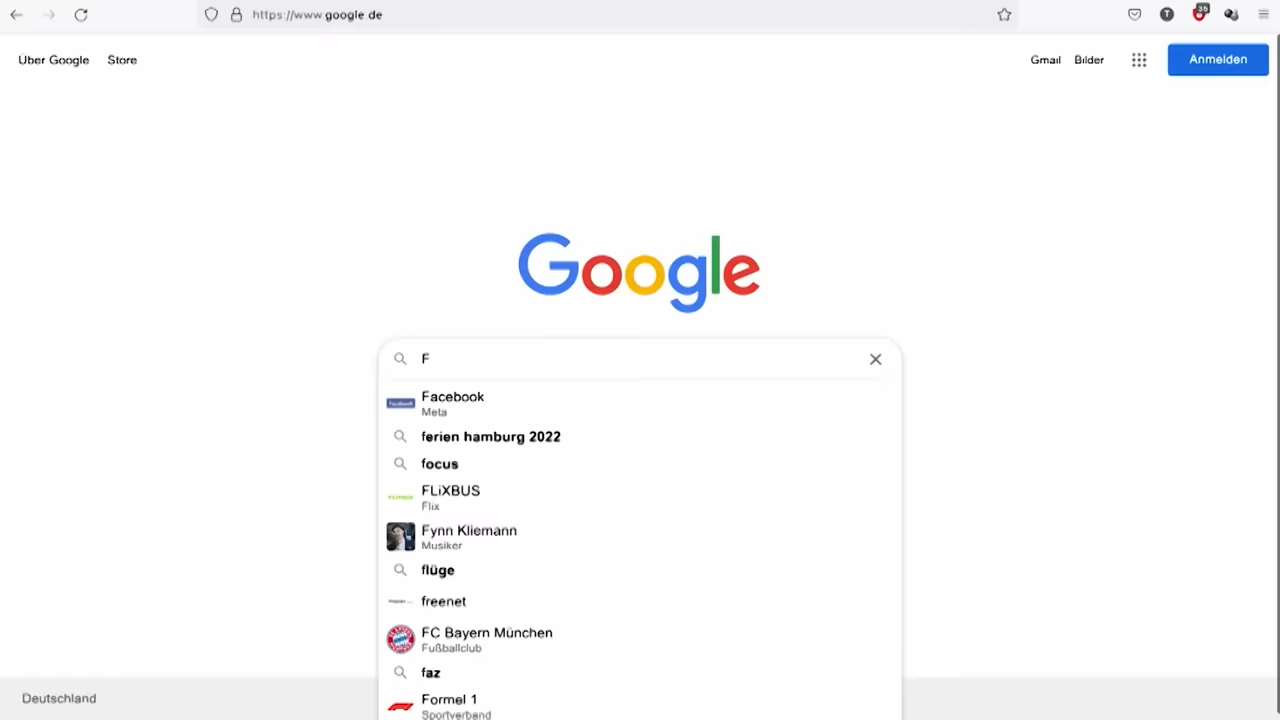 https://www.google.de
35
T
Über Google Store
Gmail Bilder
Anmelden
Google
F
Facebook
Meta
ferien hamburg 2022
focus
FLiXBUS
Flix
Fynn Kliemann
Musiker
flüge
freenet
FC Bayern München
Fußballclub
faz
Formel 1
Sportverband
Deutschland